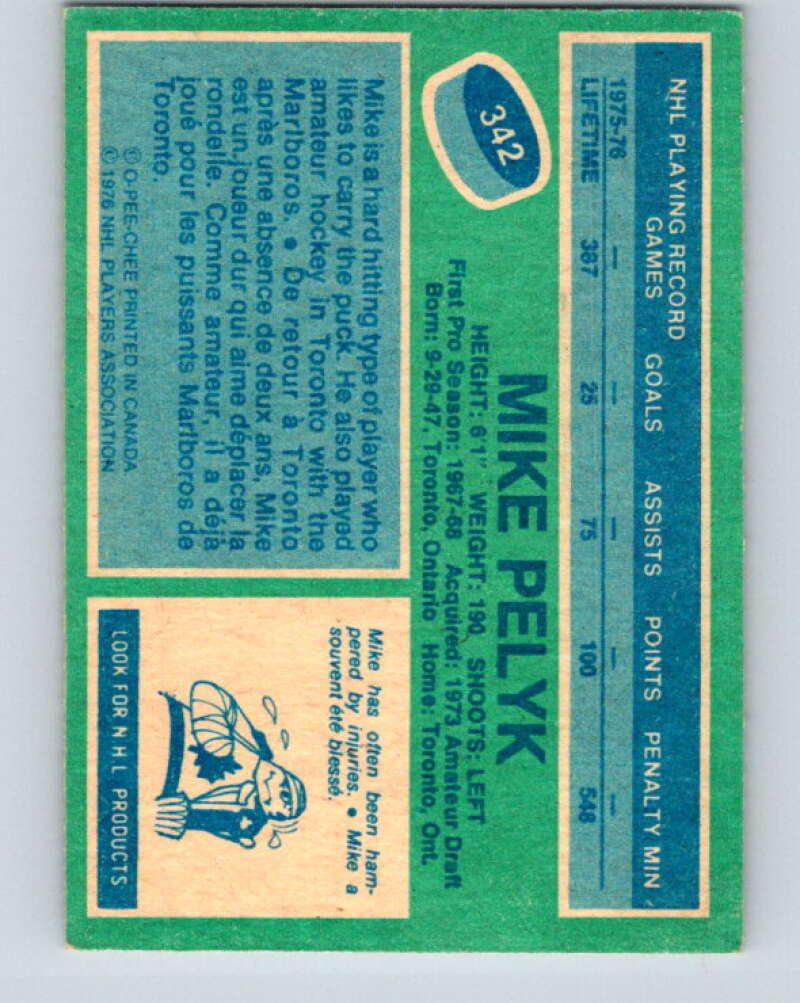 NHL PLAYING RECORD
GAMES GOALS ASSISTS POINTS PENALTY MIN.
1975-76 — — — — —
LIFETIME 387 25 75 100 548
342
MIKE PELYK
HEIGHT: 6'1" WEIGHT: 190 SHOOTS: LEFT
First Pro Season: 1967-68 Acquired: 1973 Amateur Draft
Born: 9-29-47, Toronto, Ontario Home: Toronto, Ont.
Mike is a hard hitting type of player who
likes to carry the puck. He also played
amateur hockey in Toronto with the
Marlboros. • De retour à Toronto
après une absence de deux ans, Mike
est un joueur dur qui aime déplacer la
rondelle. Comme amateur, il a déjà
joué pour les puissants Marlboros de
Toronto.
© O-PEE-CHEE PRINTED IN CANADA
© 1976 NHL PLAYERS ASSOCIATION
Mike has often been ham-
pered by injuries. • Mike a
souvent été blessé.
LOOK FOR N H L PRODUCTS